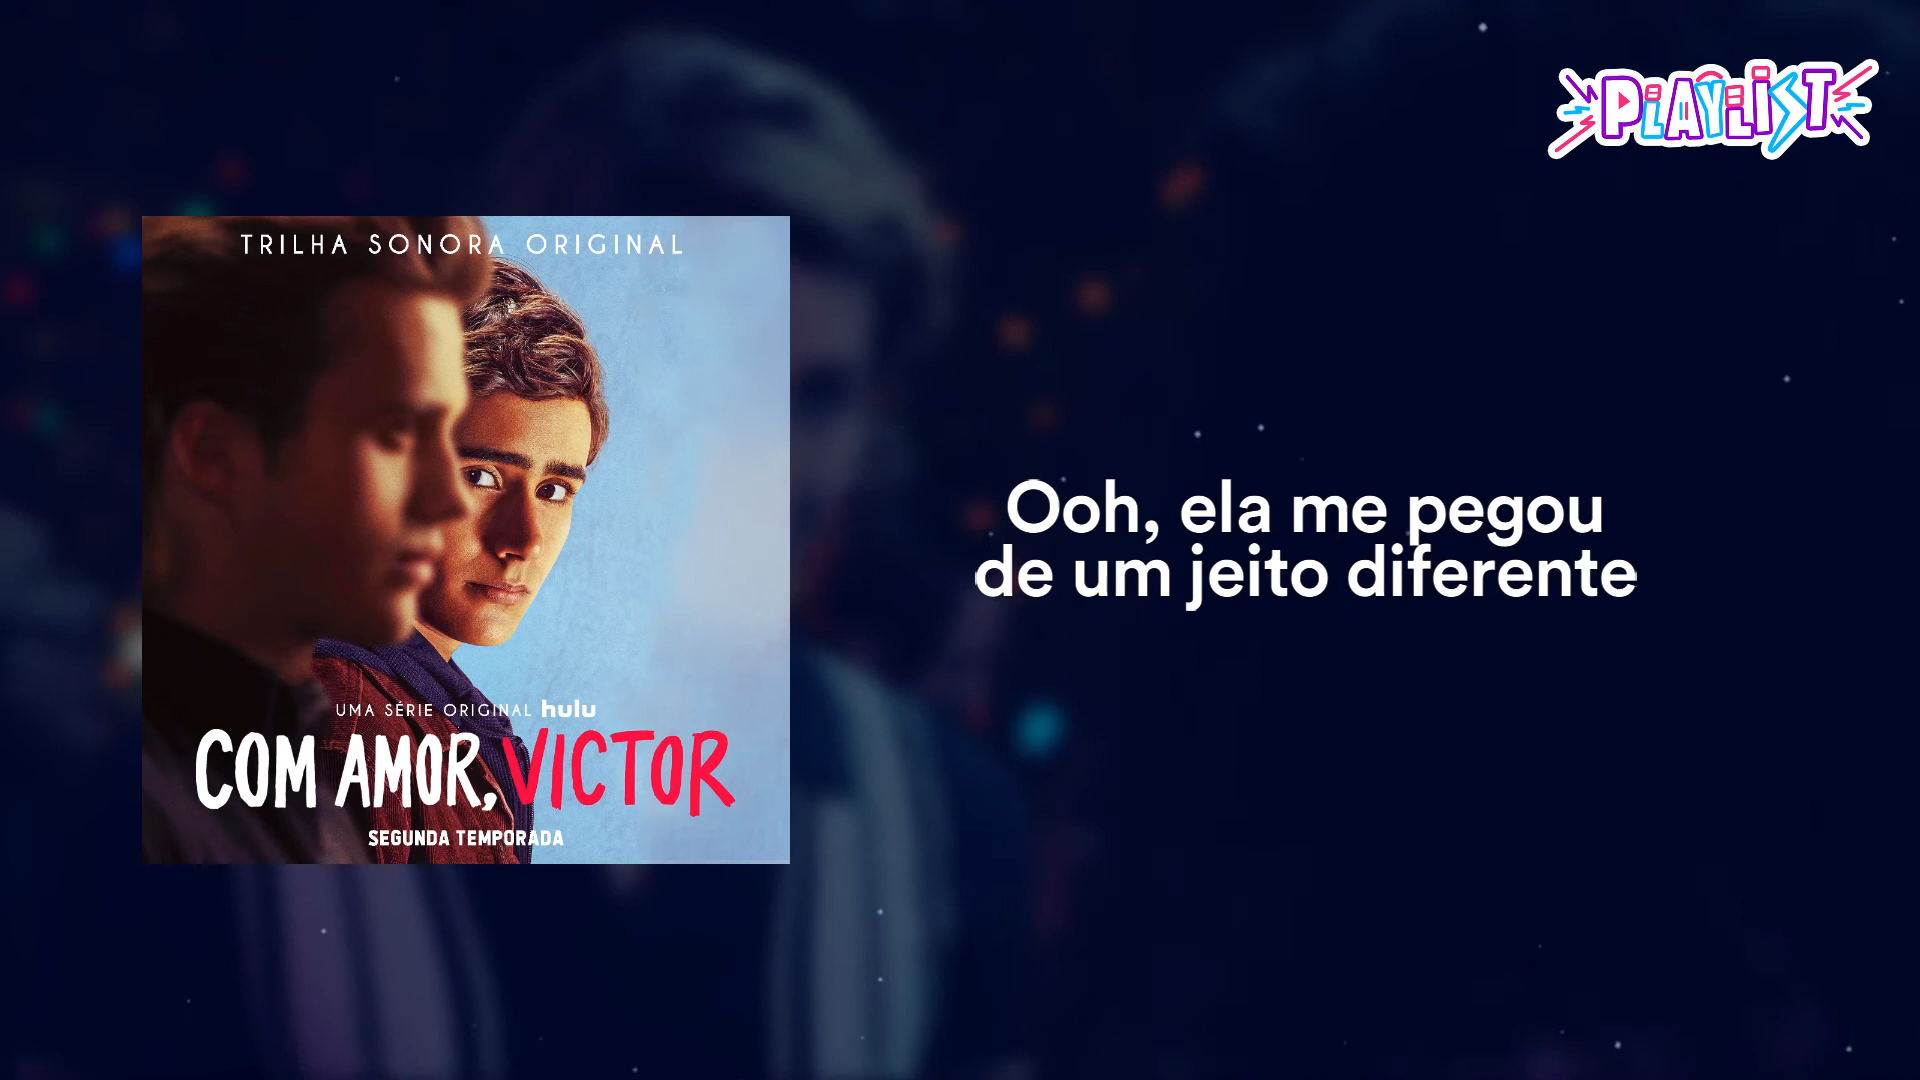 PLAYLIST
TRILHA SONORA ORIGINAL
UMA SÉRIE ORIGINAL hulu
COM AMOR, VICTOR
SEGUNDA TEMPORADA
Ooh, ela me pegou
de um jeito diferente